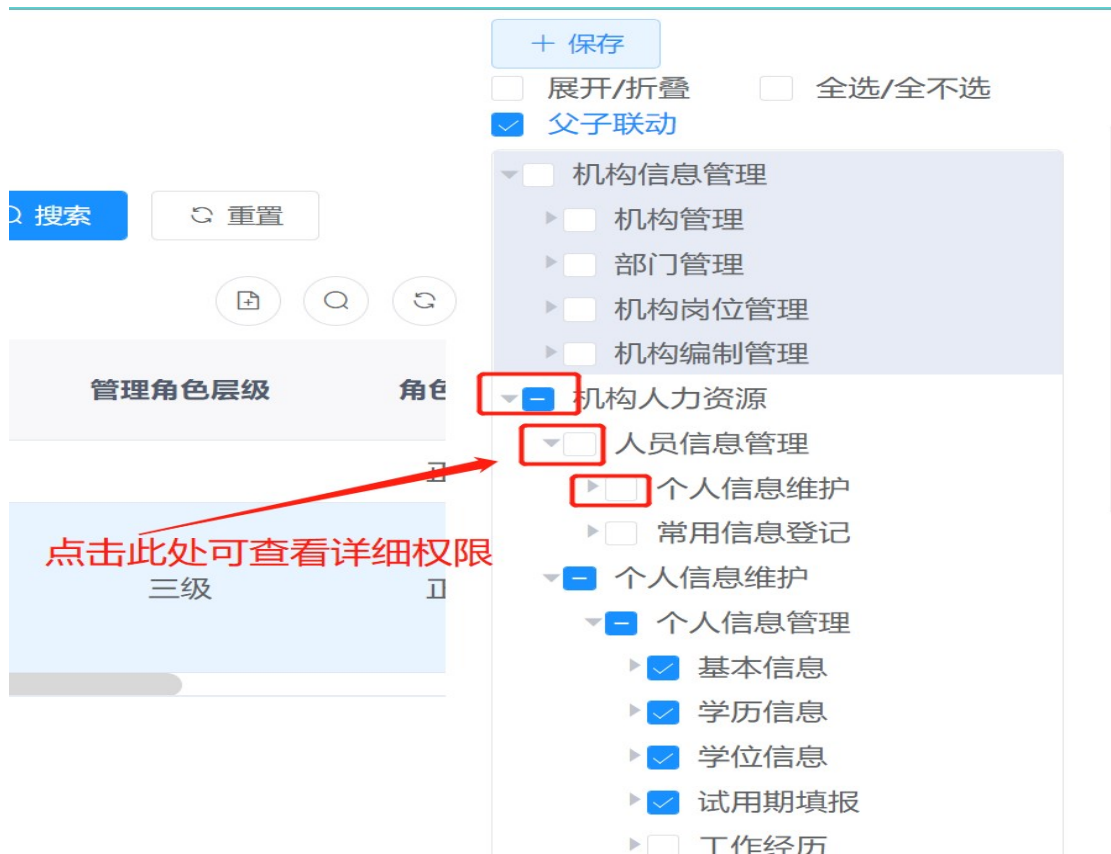 + 保存
展开/折叠 全选/全不选
父子联动
机构信息管理
搜索 重置
机构管理
部门管理
机构岗位管理
机构编制管理
管理角色层级 角色
机构人力资源
人员信息管理
个人信息维护
常用信息登记
点击此处可查看详细权限
三级
个人信息维护
个人信息管理
基本信息
学历信息
学位信息
试用期填报
工作经历